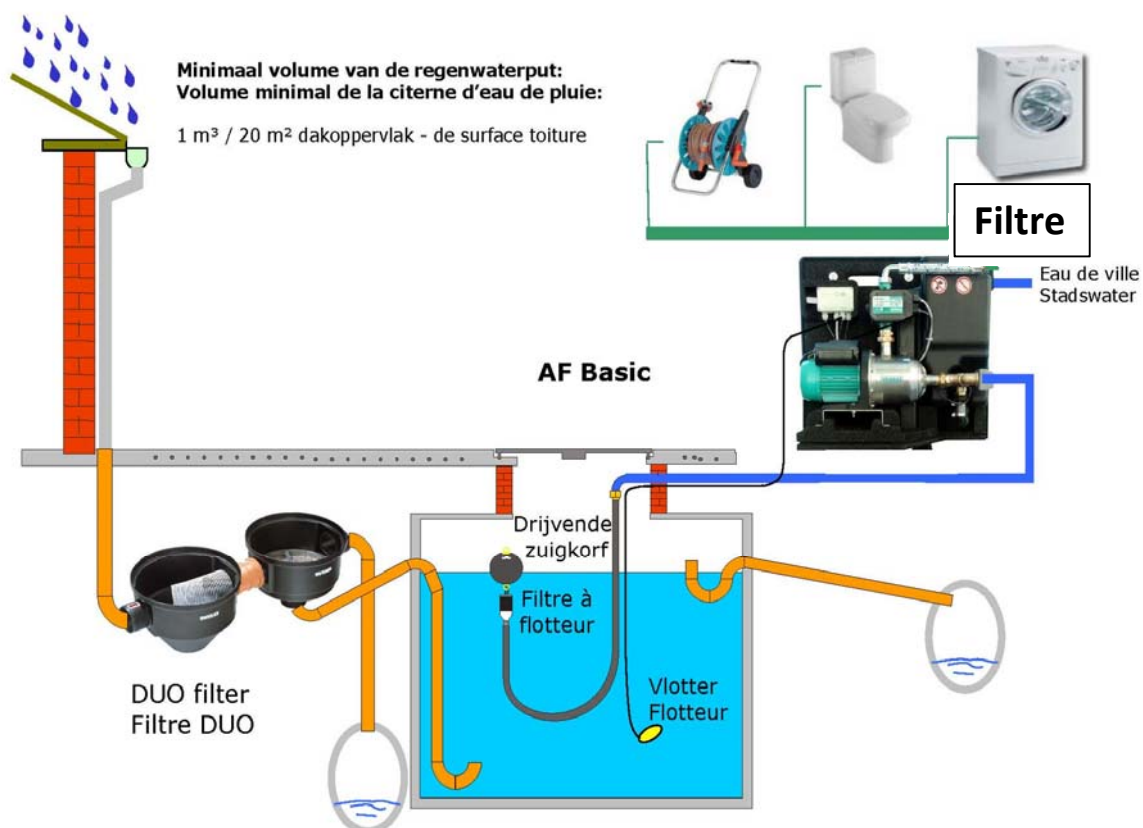 Minimaal volume van de regenwaterput:
Volume minimal de la citerne d'eau de pluie:
1 m³ / 20 m² dakoppervlak - de surface toiture
Filtre
Eau de ville
Stadswater
AF Basic
Drijvende
zuigkorf
Filtre à
flotteur
Vlotter
Flotteur
DUO filter
Filtre DUO